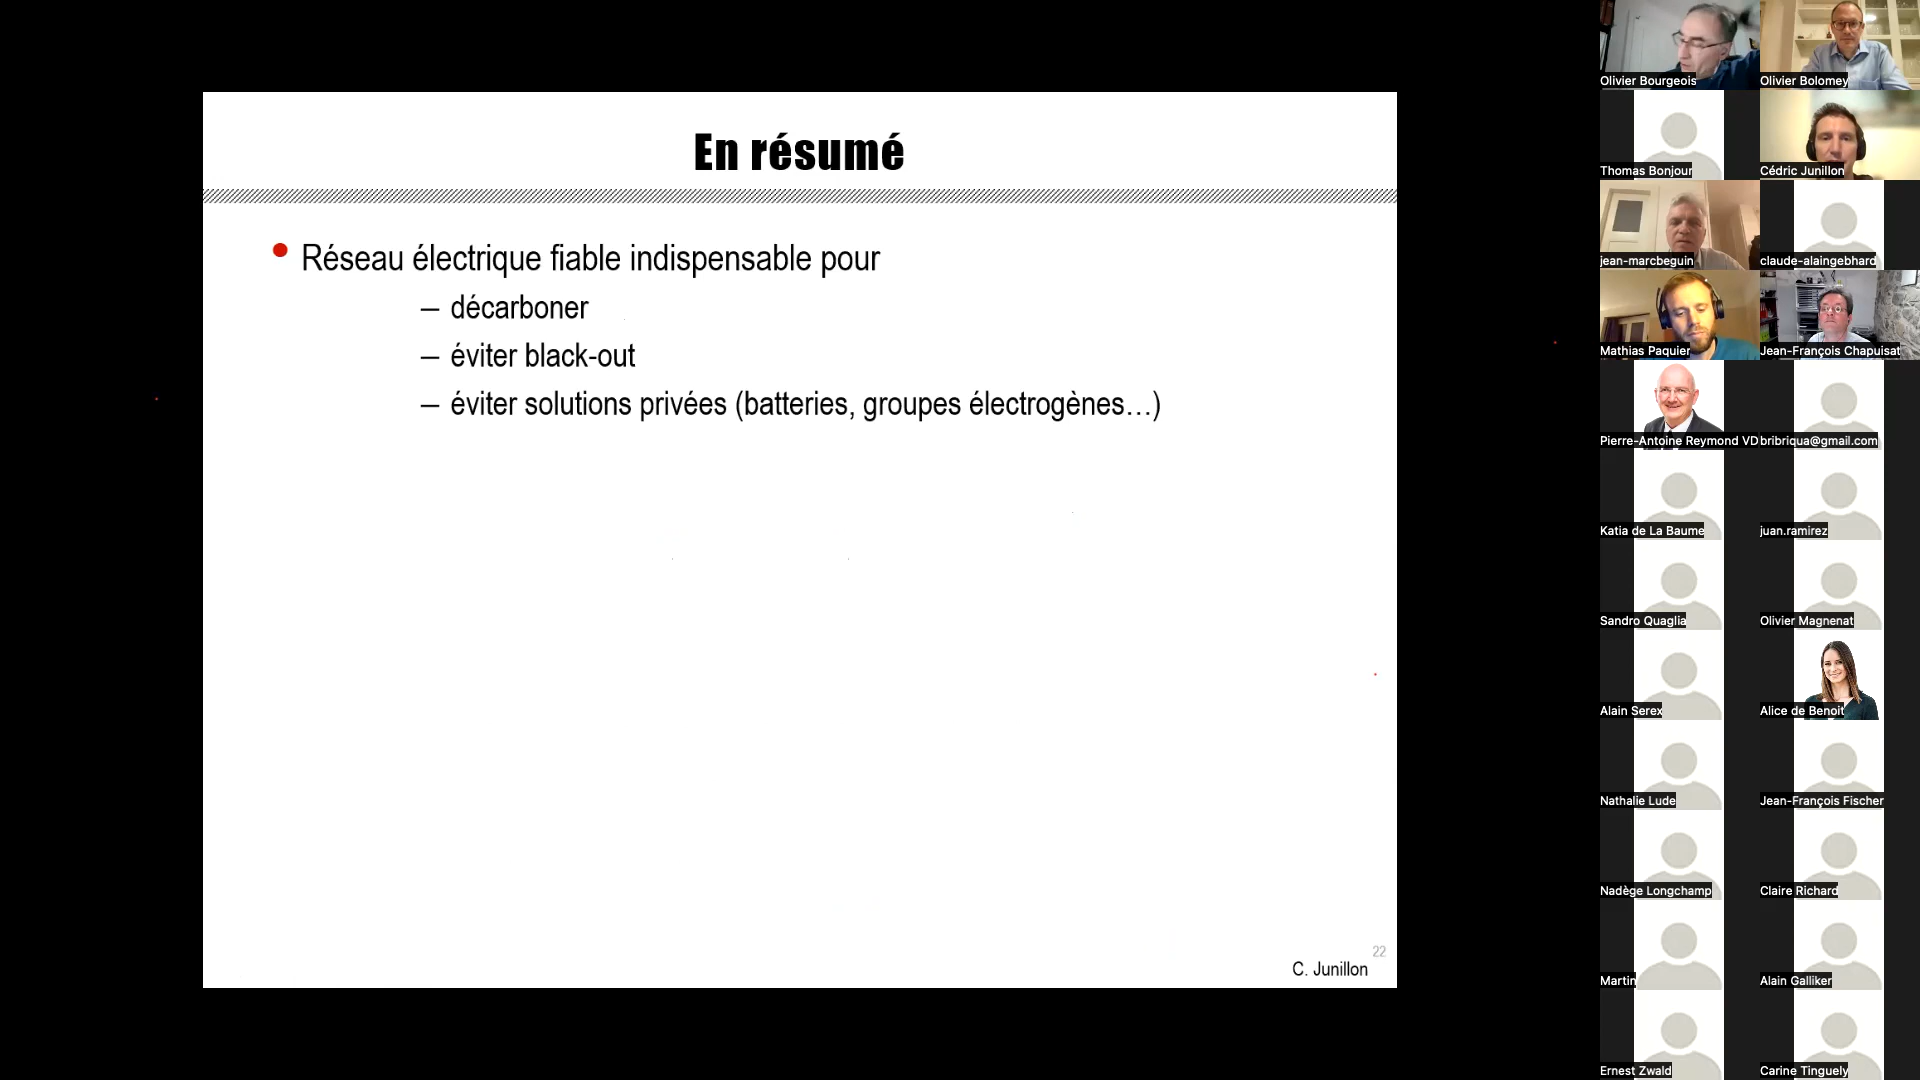 En résumé
Réseau électrique fiable indispensable pour
– décarboner
– éviter black-out
– éviter solutions privées (batteries, groupes électrogènes…)
22
C. Junillon
Olivier Bourgeois
Olivier Bolomey
Thomas Bonjour
Cédric Junillon
jean-marcbeguin
claude-alaingebhard
Mathias Paquier
Jean-François Chapuisat
Pierre-Antoine Reymond VD
bribriqua@gmail.com
Katia de La Baume
juan.ramirez
Sandro Quaglia
Olivier Magnenat
Alain Serex
Alice de Benoit
Nathalie Lude
Jean-François Fischer
Nadège Longchamp
Claire Richard
Martin
Alain Galliker
Ernest Zwald
Carine Tinguely